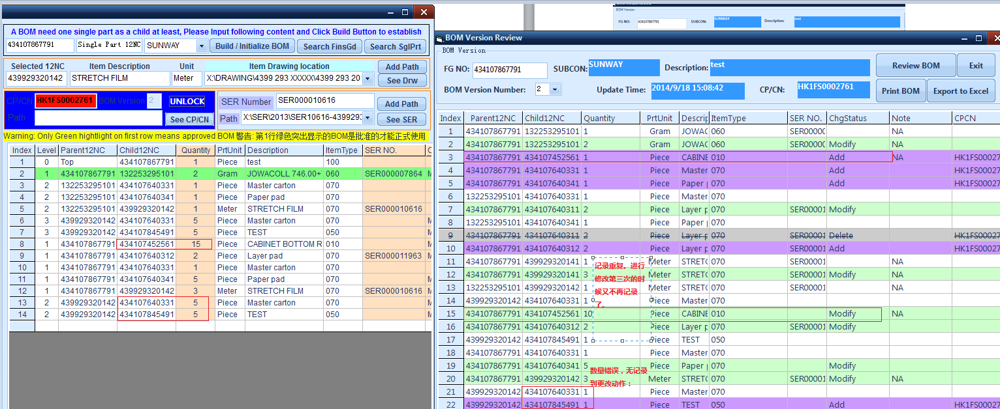 A BOM need one single part as a child at least, Please Input following content and Click Build Button to establish
434107867791 Single Part 12NC SUNWAY Build / Initialize BOM Search FinsGd Search SglPrt
Selected 12NC Item Description Unit Item Drawing location Add Path
439929320142 STRETCH FILM Meter X:\DRAWING\4399 293 XXXXX\4399 293 20 See Drw
CP/CN HK1FS0002761 BOM Version 2 UNLOCK SER Number SER000010616 Add Path
Path See CP/CN Path X:\SER\2013\SER10616-439929 See SER
Warning: Only Green hightlight on first row means approved BOM 警告: 第1行绿色突出显示的BOM是批准的才能正式使用
Index Level Parent12NC Child12NC Quantity PrtUnit Description ItemType SER NO. C
1 0 Top 434107867791 1 Piece test 100
2 1 434107867791 132253295101 2 Gram JOWACOLL 746.00+ 060 SER000007864 M
3 2 132253295101 434107640331 1 Piece Master carton 070
4 2 132253295101 434107640341 1 Piece Paper pad 070
5 2 132253295101 439929320142 1 Meter STRETCH FILM 070 SER000010616
6 3 439929320142 434107640331 5 Piece Master carton 070 M
7 3 439929320142 434107845491 5 Piece TEST 050 M
8 1 434107867791 434107452561 15 Piece CABINET BOTTOM R 010 M
9 1 434107867791 434107640312 2 Piece Layer pad 070 SER000011963 M
10 1 434107867791 434107640331 1 Piece Master carton 070 M
11 1 434107867791 434107640341 5 Piece Paper pad 070 M
12 1 434107867791 439929320142 3 Meter STRETCH FILM 070 SER000010616 M
13 2 439929320142 434107640331 5 Piece Master carton 070 M
14 2 439929320142 434107845491 5 Piece TEST 050 M
BOM Version
FG NO: 434107867791 SUBCON: SUNWAY Description: test
BOM Version Review
BOM Version
FG NO: 434107867791 SUBCON: SUNWAY Description: test Review BOM Exit
BOM Version Number: 2 Update Time: 2014/9/18 15:08:42 CP/CN: HK1FS0002761 Print BOM Export to Excel
Index Parent12NC Child12NC Quantity PrtUnit Descrip ItemType SER NO. ChgStatus Note CPCN
1 434107867791 132253295101 1 Gram JOWAC 060 SER0000 NA
2 434107867791 132253295101 2 Gram JOWAC 060 SER0000 Modify NA
3 434107867791 434107452561 1 Piece CABINE 010 Add NA HK1FS00027
4 434107867791 434107640331 1 Piece Master 070 Add HK1FS00027
5 434107867791 434107640341 1 Piece Paper p 070 Add HK1FS00027
6 132253295101 434107640331 1 Piece Master 070
7 434107867791 434107640311 2 Piece Layer p 070 SER00001 Modify
8 132253295101 434107640341 1 Piece Paper p 070
9 434107867791 434107640311 2 Piece Layer p 070 SER00001 Delete HK1FS00027
10 434107867791 434107640312 2 Piece Layer p 070 SER00001 Add HK1FS00027
11 434107867791 439929320141 1 Meter STRETC 070 SER00001 NA
12 434107867791 439929320141 3 Meter STRETC 070 SER00001 Modify NA
13 132253295101 439929320142 1 Meter STRETC 070 SER00001 NA
14 439929320142 434107640331 1 Piece Master 070
15 434107867791 434107452561 10 Piece CABINE 010 Modify NA
16 434107867791 434107640312 2 Piece Layer p 070 SER00001 Modify
17 439929320142 434107845491 1 Piece TEST 050
18 434107867791 434107640331 1 Piece Master 070
19 434107867791 434107640341 5 Piece Paper p 070 Modify
20 434107867791 439929320142 3 Meter STRETC 070 SER00001 Modify NA
21 439929320142 434107640331 1 Piece Master 070
22 434107867791 434107845491 1 Piece TEST 050 Add HK1FS00027
记录重复。进行
修改第三次的时
候又不再记录
了。
数量错误，无记录
到更改动作：